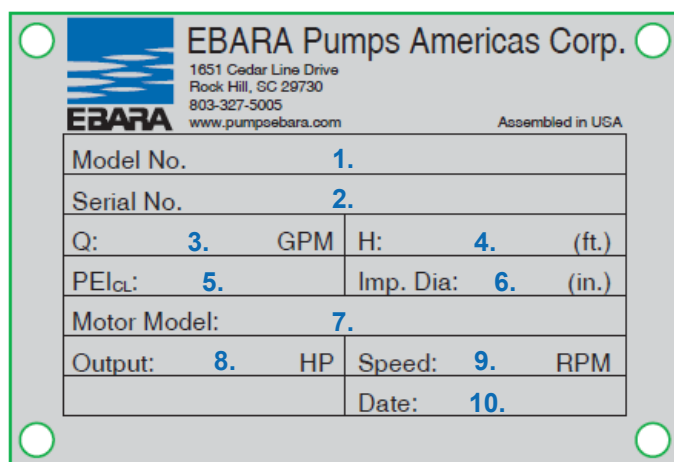 EBARA Pumps Americas Corp.
1651 Cedar Line Drive
Rock Hill, SC 29730
803-327-5005
EBARA www.pumpsebara.com Assembled in USA
Model No. 1.
Serial No. 2.
Q: 3. GPM H: 4. (ft.)
PEICL: 5. Imp. Dia: 6. (in.)
Motor Model: 7.
Output: 8. HP Speed: 9. RPM
Date: 10.